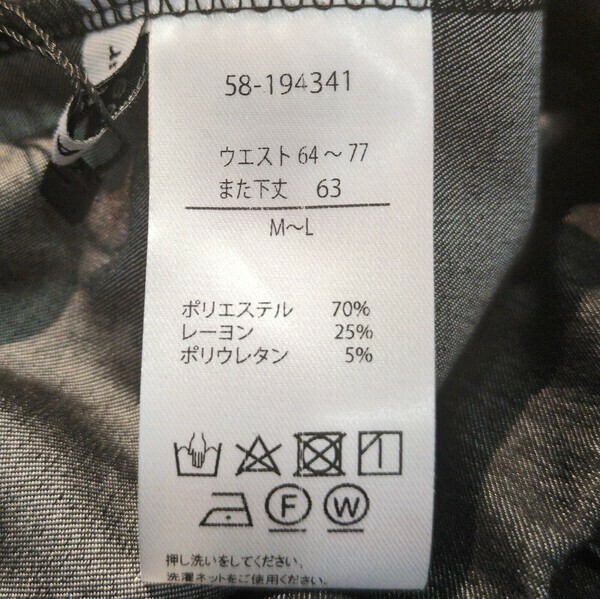 58-194341
ウエスト 64～77
また下丈 63
M～L
ポリエステル 70%
レーヨン 25%
ポリウレタン 5%
F W
押し洗いをしてください、
洗濯ネットをご使用ください。